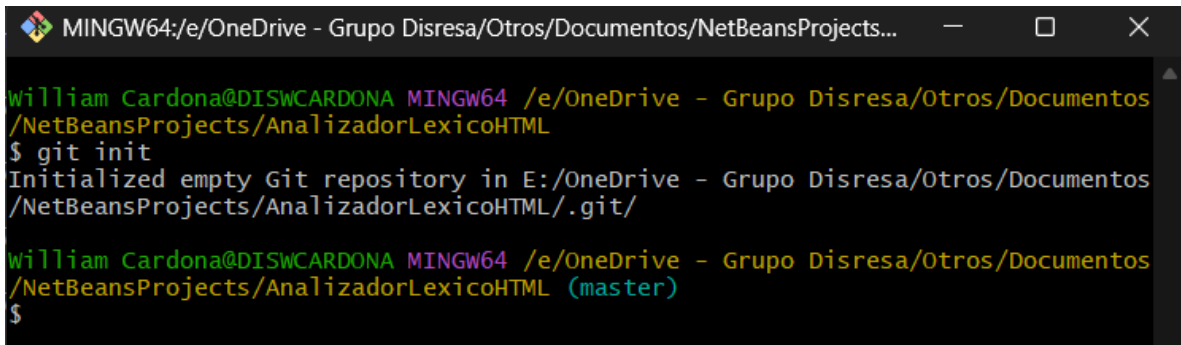 MINGW64:/e/OneDrive - Grupo Disresa/Otros/Documentos/NetBeansProjects...
William Cardona@DISWCARDONA MINGW64 /e/OneDrive - Grupo Disresa/Otros/Documentos
/NetBeansProjects/AnalizadorLexicoHTML
$ git init
Initialized empty Git repository in E:/OneDrive - Grupo Disresa/Otros/Documentos
/NetBeansProjects/AnalizadorLexicoHTML/.git/
William Cardona@DISWCARDONA MINGW64 /e/OneDrive - Grupo Disresa/Otros/Documentos
/NetBeansProjects/AnalizadorLexicoHTML (master)
$